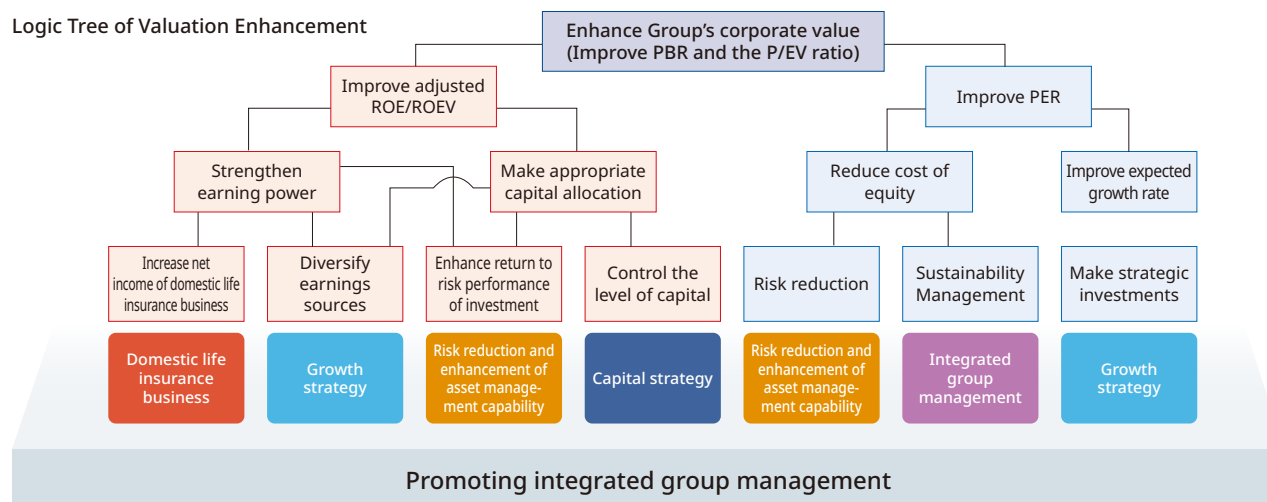 Logic Tree of Valuation Enhancement
Enhance Group's corporate value
(Improve PBR and the P/EV ratio)
Improve adjusted
ROE/ROEV
Improve PER
Strengthen
earning power
Make appropriate
capital allocation
Reduce cost of
equity
Improve expected
growth rate
Increase net
income of domestic life
insurance business
Diversify
earnings
sources
Enhance return to
risk performance
of investment
Control the
level of capital
Risk reduction
Sustainability
Management
Make strategic
investments
Domestic life
insurance
business
Growth
strategy
Risk reduction and
enhancement of
asset manage-
ment capability
Capital strategy
Risk reduction and
enhancement of
asset manage-
ment capability
Integrated
group
management
Growth
strategy
Promoting integrated group management